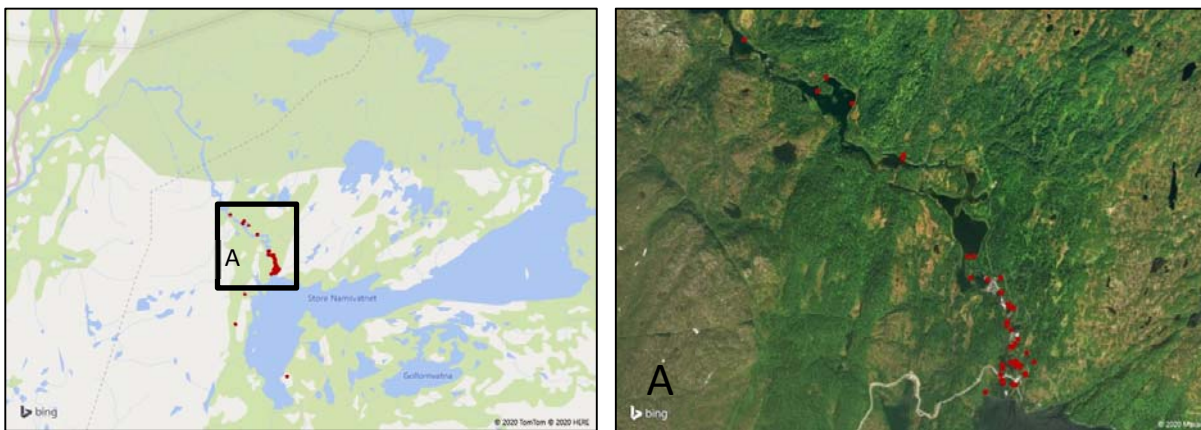 A
Store Namsvatnet
Gollomvatna
bing
© 2020 TomTom © 2020 HERE
A
bing